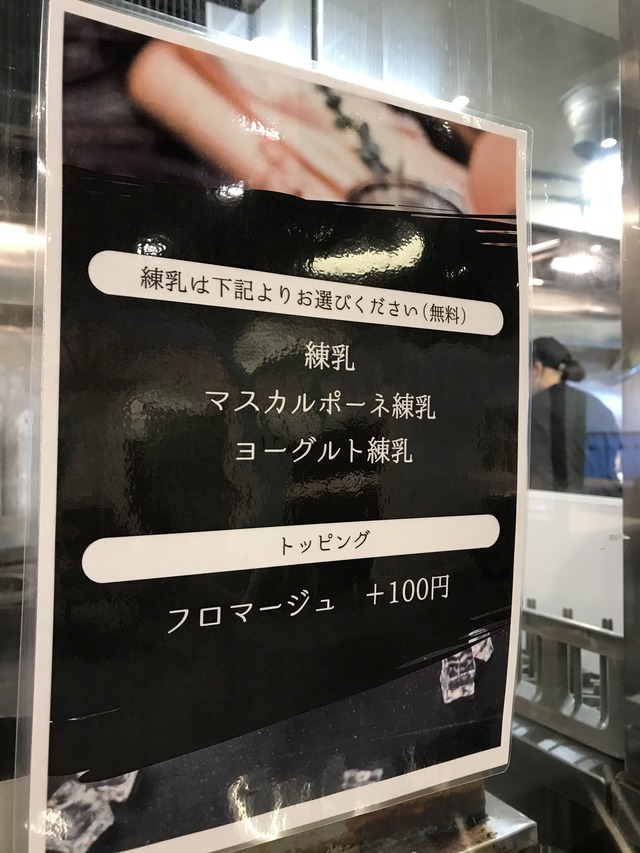 練乳は下記よりお選びください(無料)
練乳
マスカルポーネ練乳
ヨーグルト練乳
トッピング
フロマージュ +100円